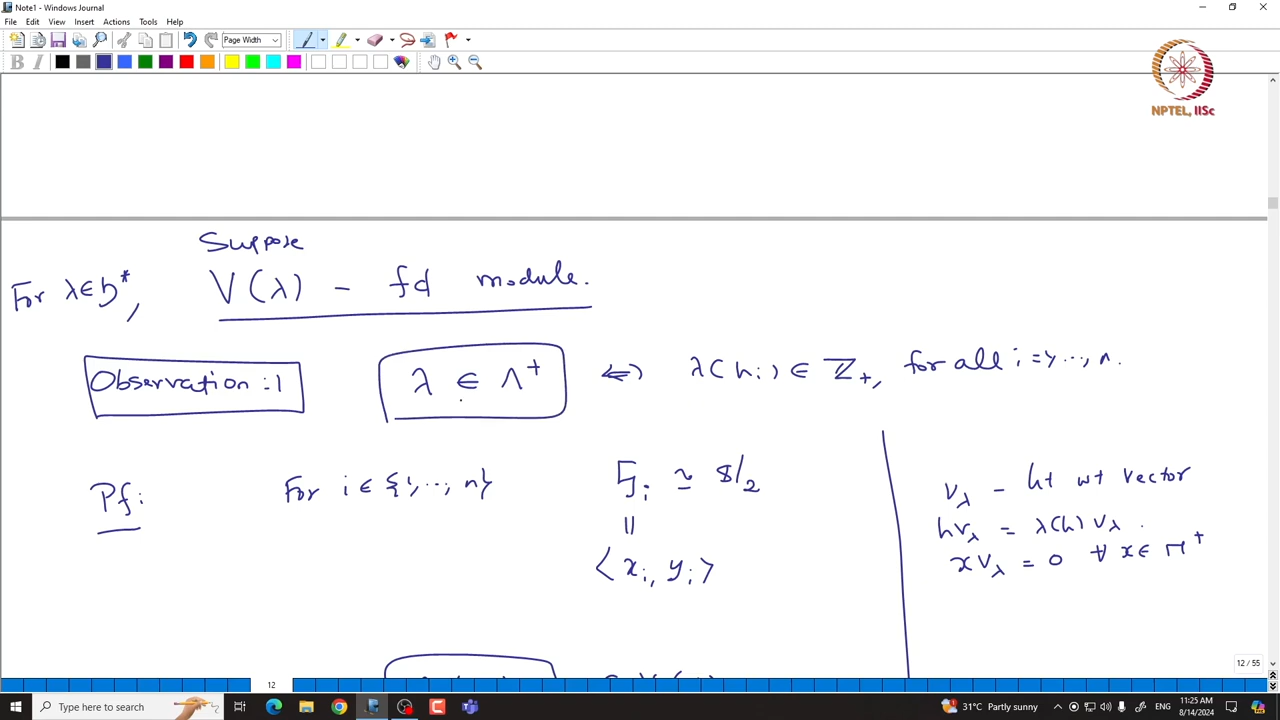 Note1 - Windows Journal
File Edit View Insert Actions Tools Help
Page Width
NPTEL, IISc
Suppose
For λ ∈ 𝔥*, V(λ) - fd module.
Observation:1 λ ∈ Λ⁺ ⇔ λ(hᵢ) ∈ ℤ₊, for all i = 1, ..., n.
Pf: For i ∈ {1, .., n} 𝔤ᵢ ≃ sl₂
||
⟨xᵢ, yᵢ⟩
v_λ - ht wt vector
hv_λ = λ(h) v_λ .
xv_λ = 0 ∀ x ∈ 𝔫⁺
12 / 55
12
Type here to search
31°C Partly sunny
11:25 AM
8/14/2024